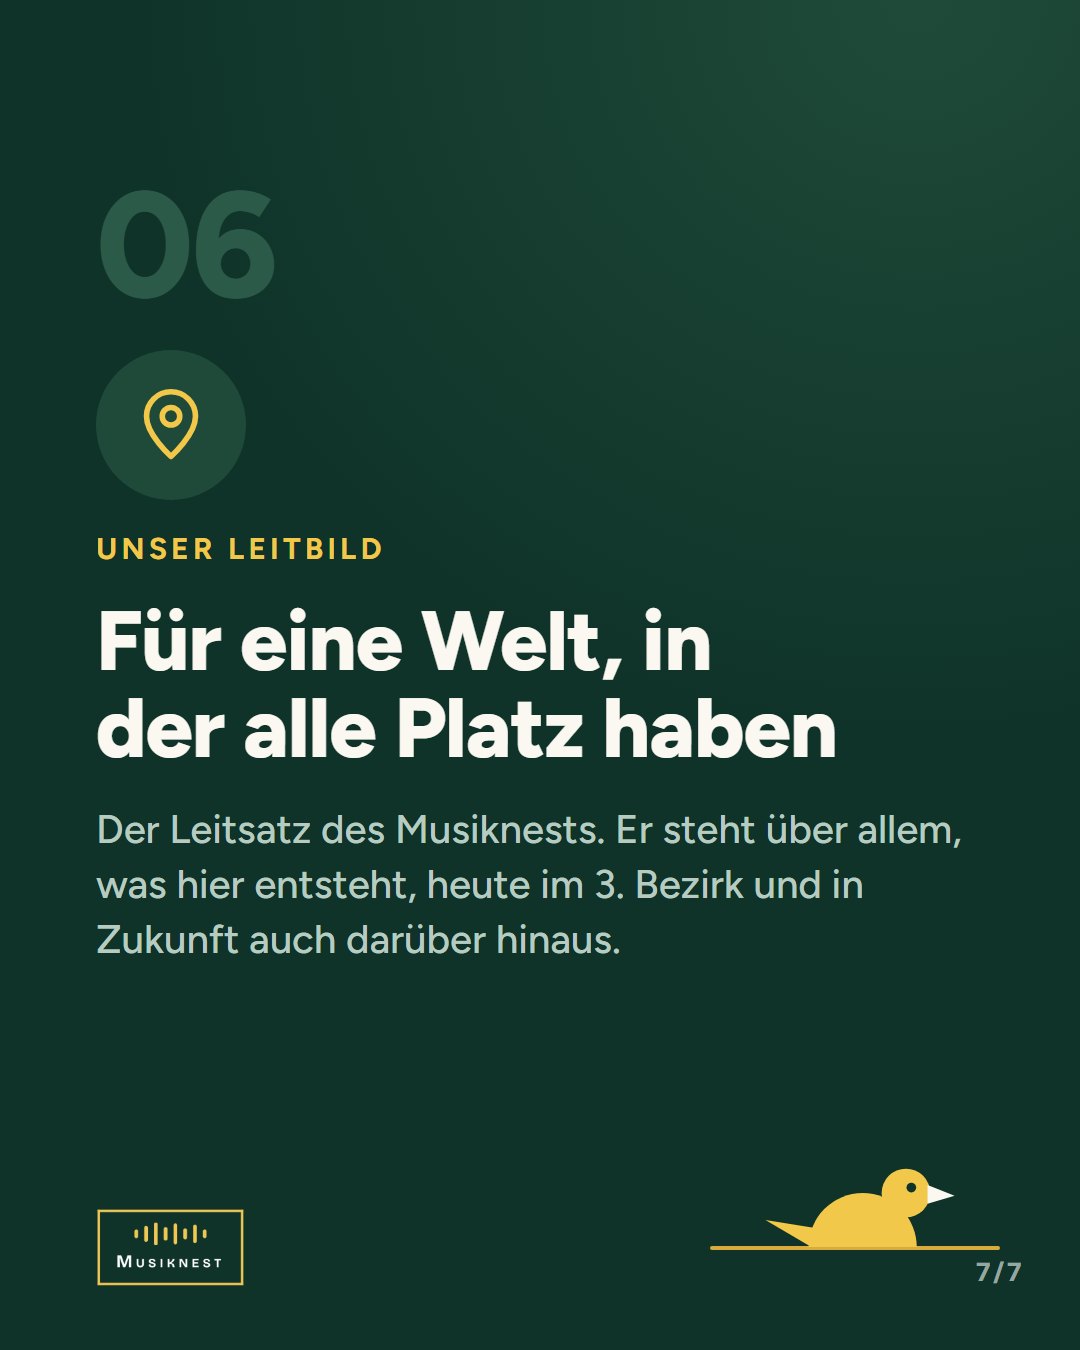 06
UNSER LEITBILD
Für eine Welt, in
der alle Platz haben
Der Leitsatz des Musiknests. Er steht über allem,
was hier entsteht, heute im 3. Bezirk und in
Zukunft auch darüber hinaus.
MUSIKNEST
7/7